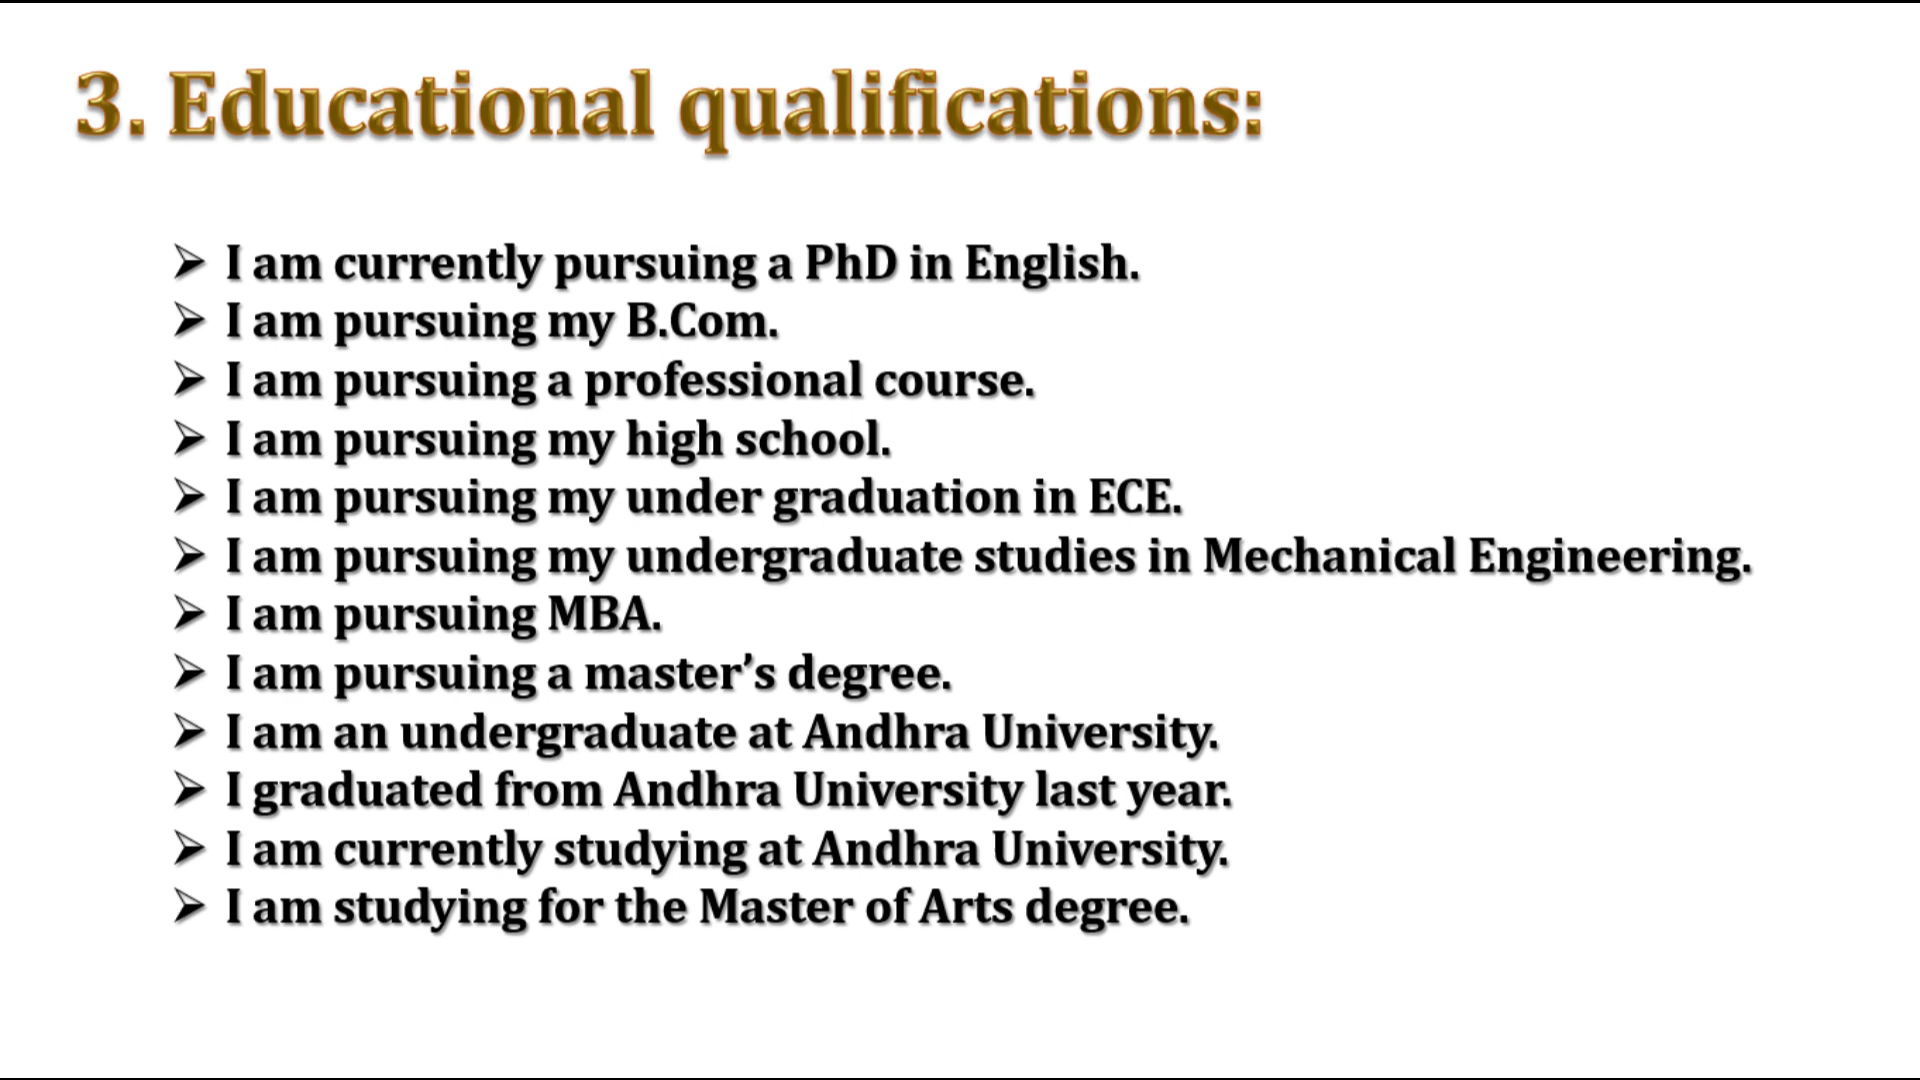 3. Educational qualifications:
➢ I am currently pursuing a PhD in English.
➢ I am pursuing my B.Com.
➢ I am pursuing a professional course.
➢ I am pursuing my high school.
➢ I am pursuing my under graduation in ECE.
➢ I am pursuing my undergraduate studies in Mechanical Engineering.
➢ I am pursuing MBA.
➢ I am pursuing a master’s degree.
➢ I am an undergraduate at Andhra University.
➢ I graduated from Andhra University last year.
➢ I am currently studying at Andhra University.
➢ I am studying for the Master of Arts degree.